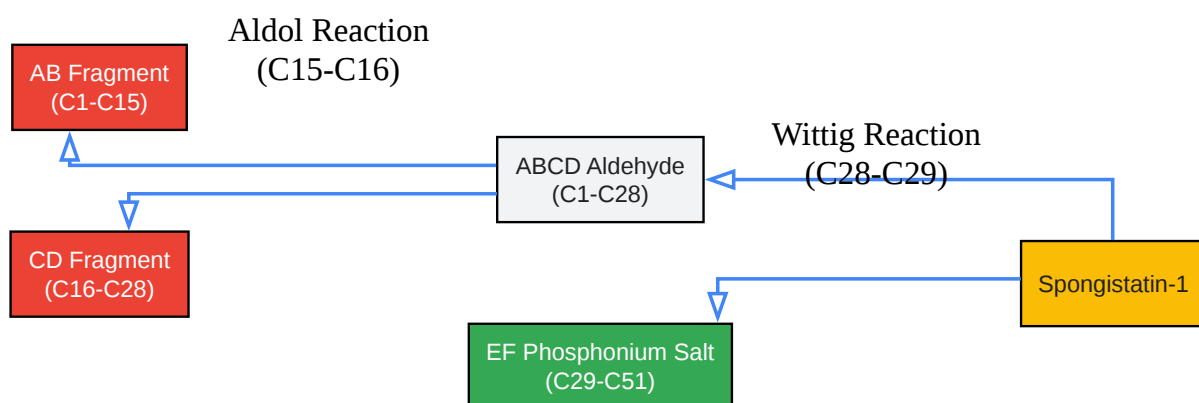 Aldol Reaction
(C15-C16)
AB Fragment
(C1-C15)
Wittig Reaction
(C28-C29)
ABCD Aldehyde
(C1-C28)
CD Fragment
(C16-C28)
Spongistatin-1
EF Phosphonium Salt
(C29-C51)